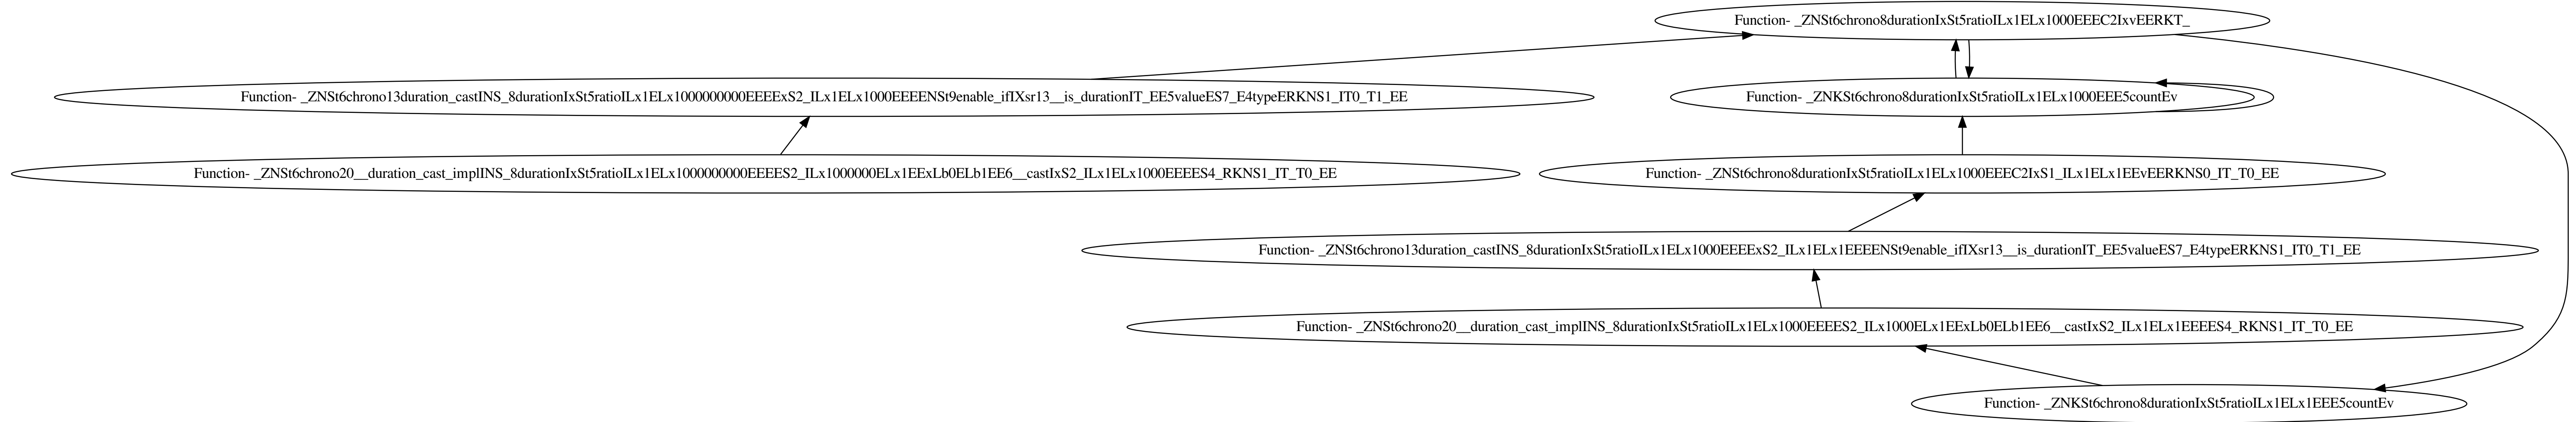 Function- _ZNSt6chrono8durationIxSt5ratioILx1ELx1000EEEC2IxvEERKT_
Function- _ZNSt6chrono13duration_castINS_8durationIxSt5ratioILx1ELx1000000000EEEExS2_ILx1ELx1000EEEENSt9enable_ifIXsr13__is_durationIT_EE5valueES7_E4typeERKNS1_IT0_T1_EE
Function- _ZNKSt6chrono8durationIxSt5ratioILx1ELx1000EEE5countEv
Function- _ZNSt6chrono20__duration_cast_implINS_8durationIxSt5ratioILx1ELx1000000000EEEES2_ILx1000000ELx1EExLb0ELb1EE6__castIxS2_ILx1ELx1000EEEES4_RKNS1_IT_T0_EE
Function- _ZNSt6chrono8durationIxSt5ratioILx1ELx1000EEEC2IxS1_ILx1ELx1EEvEERKNS0_IT_T0_EE
Function- _ZNSt6chrono13duration_castINS_8durationIxSt5ratioILx1ELx1000EEEExS2_ILx1ELx1EEEENSt9enable_ifIXsr13__is_durationIT_EE5valueES7_E4typeERKNS1_IT0_T1_EE
Function- _ZNSt6chrono20__duration_cast_implINS_8durationIxSt5ratioILx1ELx1000EEEES2_ILx1000ELx1EExLb0ELb1EE6__castIxS2_ILx1ELx1EEEES4_RKNS1_IT_T0_EE
Function- _ZNKSt6chrono8durationIxSt5ratioILx1ELx1EEE5countEv